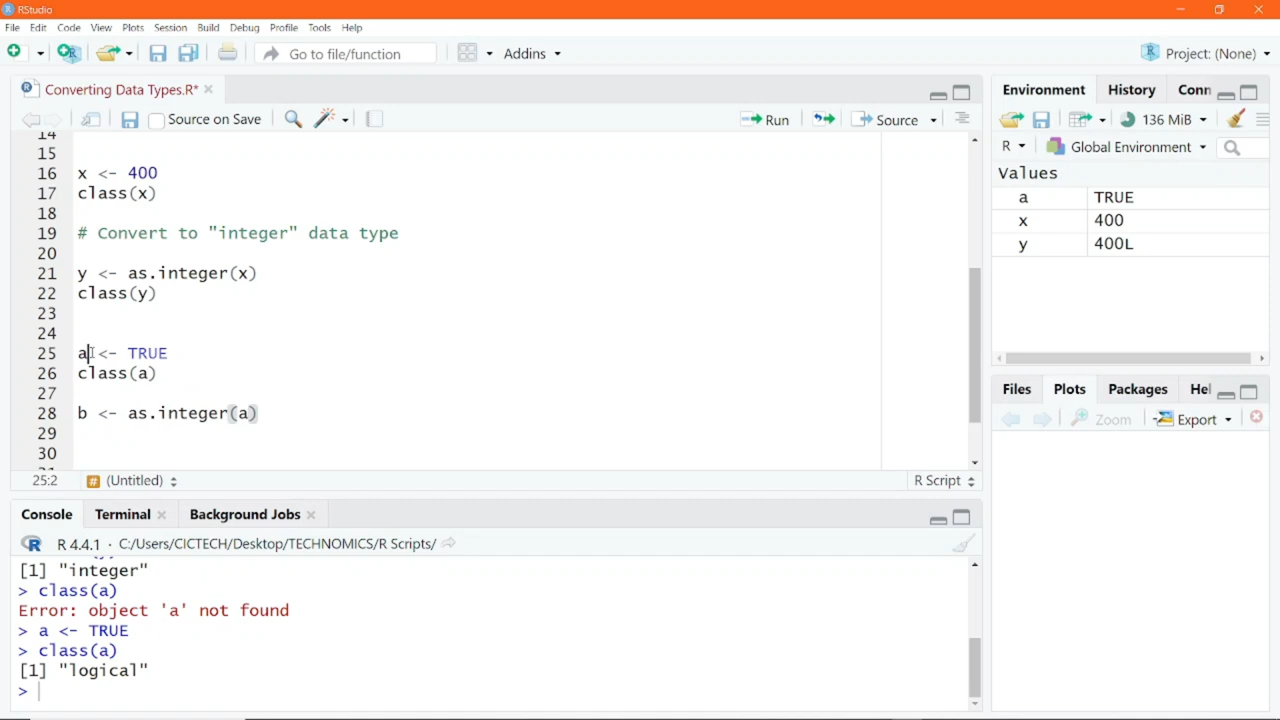 RStudio
File Edit Code View Plots Session Build Debug Profile Tools Help
Go to file/function Addins Project: (None)
Converting Data Types.R*
Source on Save Run Source
14
15
16 x <- 400
17 class(x)
18
19 # Convert to "integer" data type
20
21 y <- as.integer(x)
22 class(y)
23
24
25 a <- TRUE
26 class(a)
27
28 b <- as.integer(a)
29
30
25:2 (Untitled) R Script
Console Terminal Background Jobs
R 4.4.1 · C:/Users/CICTECH/Desktop/TECHNOMICS/R Scripts/
[1] "integer"
> class(a)
Error: object 'a' not found
> a <- TRUE
> class(a)
[1] "logical"
>
Environment History Conn
136 MiB
R Global Environment
Values
a TRUE
x 400
y 400L
Files Plots Packages Hel
Zoom Export